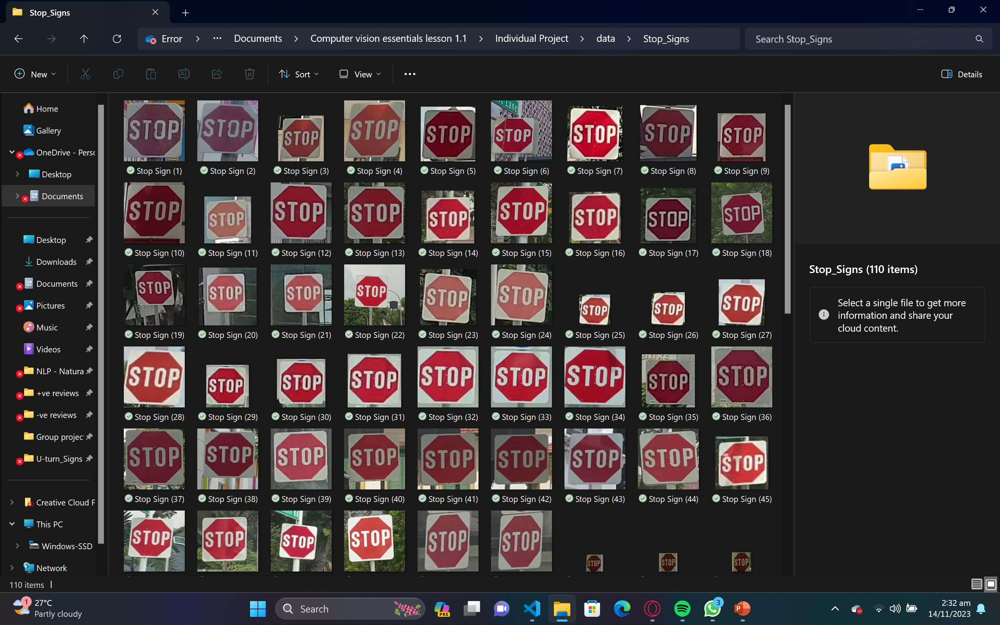 Stop_Signs
Error > ... Documents > Computer vision essentials lesson 1.1 > Individual Project > data > Stop_Signs
Search Stop_Signs
New
Sort
View
Details
Home
Gallery
OneDrive - Perso
Desktop
Documents
Desktop
Downloads
Documents
Pictures
Music
Videos
NLP - Natura
+ve reviews
-ve reviews
Group projec
U-turn_Signs
Creative Cloud F
This PC
Windows-SSD
Network
STOP STOP STOP STOP STOP Lane STOP STOP STOP STOP
Stop Sign (1) Stop Sign (2) Stop Sign (3) Stop Sign (4) Stop Sign (5) Stop Sign (6) Stop Sign (7) Stop Sign (8) Stop Sign (9)
STOP STOP STOP STOP STOP STOP STOP STOP STOP
Stop Sign (10) Stop Sign (11) Stop Sign (12) Stop Sign (13) Stop Sign (14) Stop Sign (15) Stop Sign (16) Stop Sign (17) Stop Sign (18)
STOP STOP STOP STOP STOP STOP STOP STOP STOP
Stop Sign (19) Stop Sign (20) Stop Sign (21) Stop Sign (22) Stop Sign (23) Stop Sign (24) Stop Sign (25) Stop Sign (26) Stop Sign (27)
STOP STOP STOP STOP STOP STOP STOP STOP STOP
Stop Sign (28) Stop Sign (29) Stop Sign (30) Stop Sign (31) Stop Sign (32) Stop Sign (33) Stop Sign (34) Stop Sign (35) Stop Sign (36)
STOP STOP STOP STOP STOP STOP STOP STOP STOP
Stop Sign (37) Stop Sign (38) Stop Sign (39) Stop Sign (40) Stop Sign (41) Stop Sign (42) Stop Sign (43) Stop Sign (44) Stop Sign (45)
STOP STOP STOP STOP STOP STOP STOP STOP STOP
Stop_Signs (110 items)
Select a single file to get more
information and share your
cloud content.
110 items
1
27°C
Partly cloudy
Search
PRE
3
P
2:32 am
14/11/2023